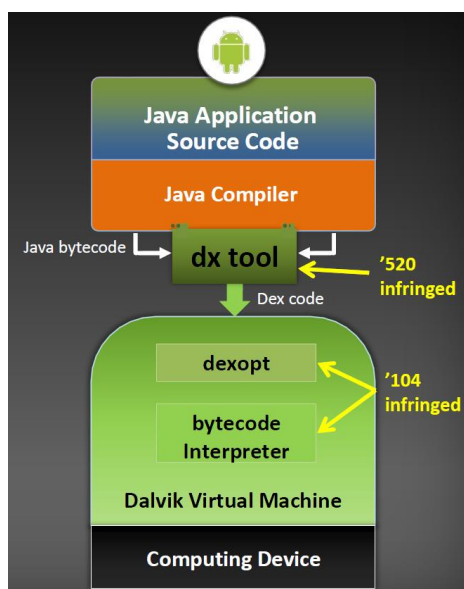 Java Application
Source Code
Java Compiler
Java bytecode
dx tool
'520
infringed
Dex code
dexopt
'104
infringed
bytecode
Interpreter
Dalvik Virtual Machine
Computing Device